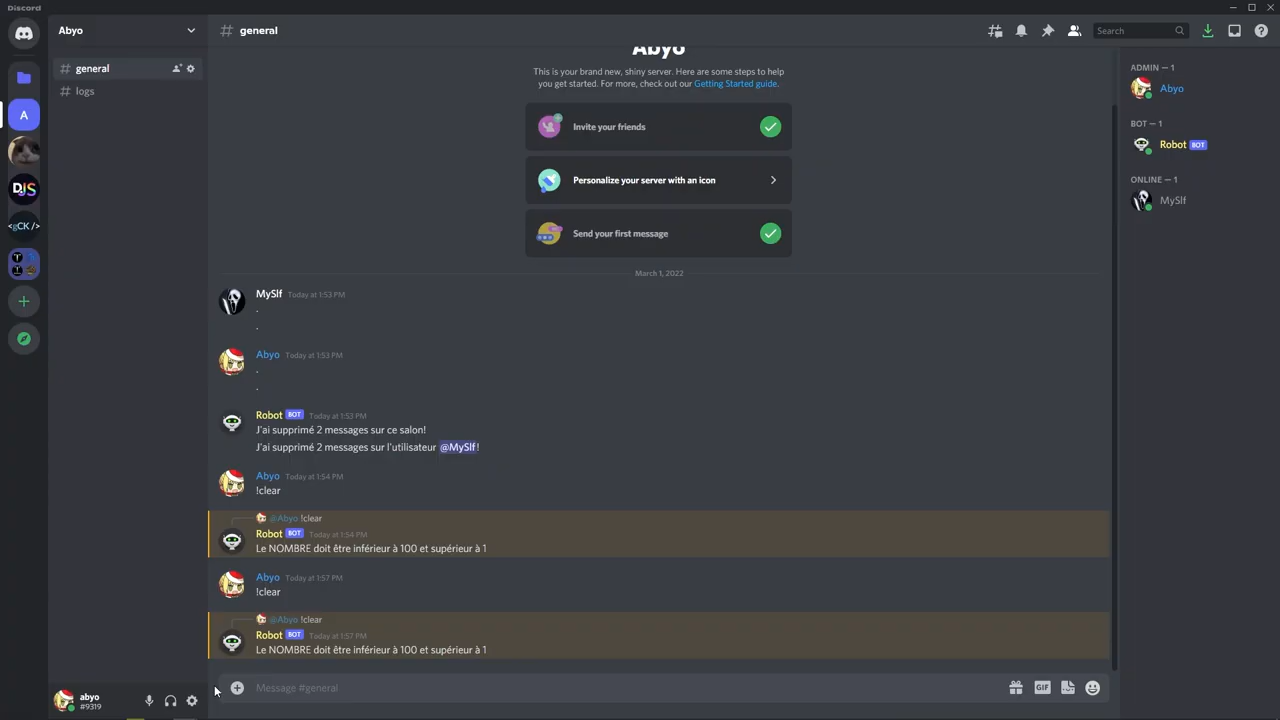 Discord
Abyo
general
logs
A
DJS
<gCK />
abyo
#9319
general
Search
Abyo
This is your brand new, shiny server. Here are some steps to help
you get started. For more, check out our Getting Started guide.
Invite your friends
Personalize your server with an icon
Send your first message
March 1, 2022
MySlf Today at 1:53 PM
.
.
Abyo Today at 1:53 PM
.
.
Robot BOT Today at 1:53 PM
J'ai supprimé 2 messages sur ce salon!
J'ai supprimé 2 messages sur l'utilisateur @MySlf!
Abyo Today at 1:54 PM
!clear
@Abyo !clear
Robot BOT Today at 1:54 PM
Le NOMBRE doit être inférieur à 100 et supérieur à 1
Abyo Today at 1:57 PM
!clear
@Abyo !clear
Robot BOT Today at 1:57 PM
Le NOMBRE doit être inférieur à 100 et supérieur à 1
Message #general
GIF
ADMIN — 1
Abyo
BOT — 1
Robot BOT
ONLINE — 1
MySlf